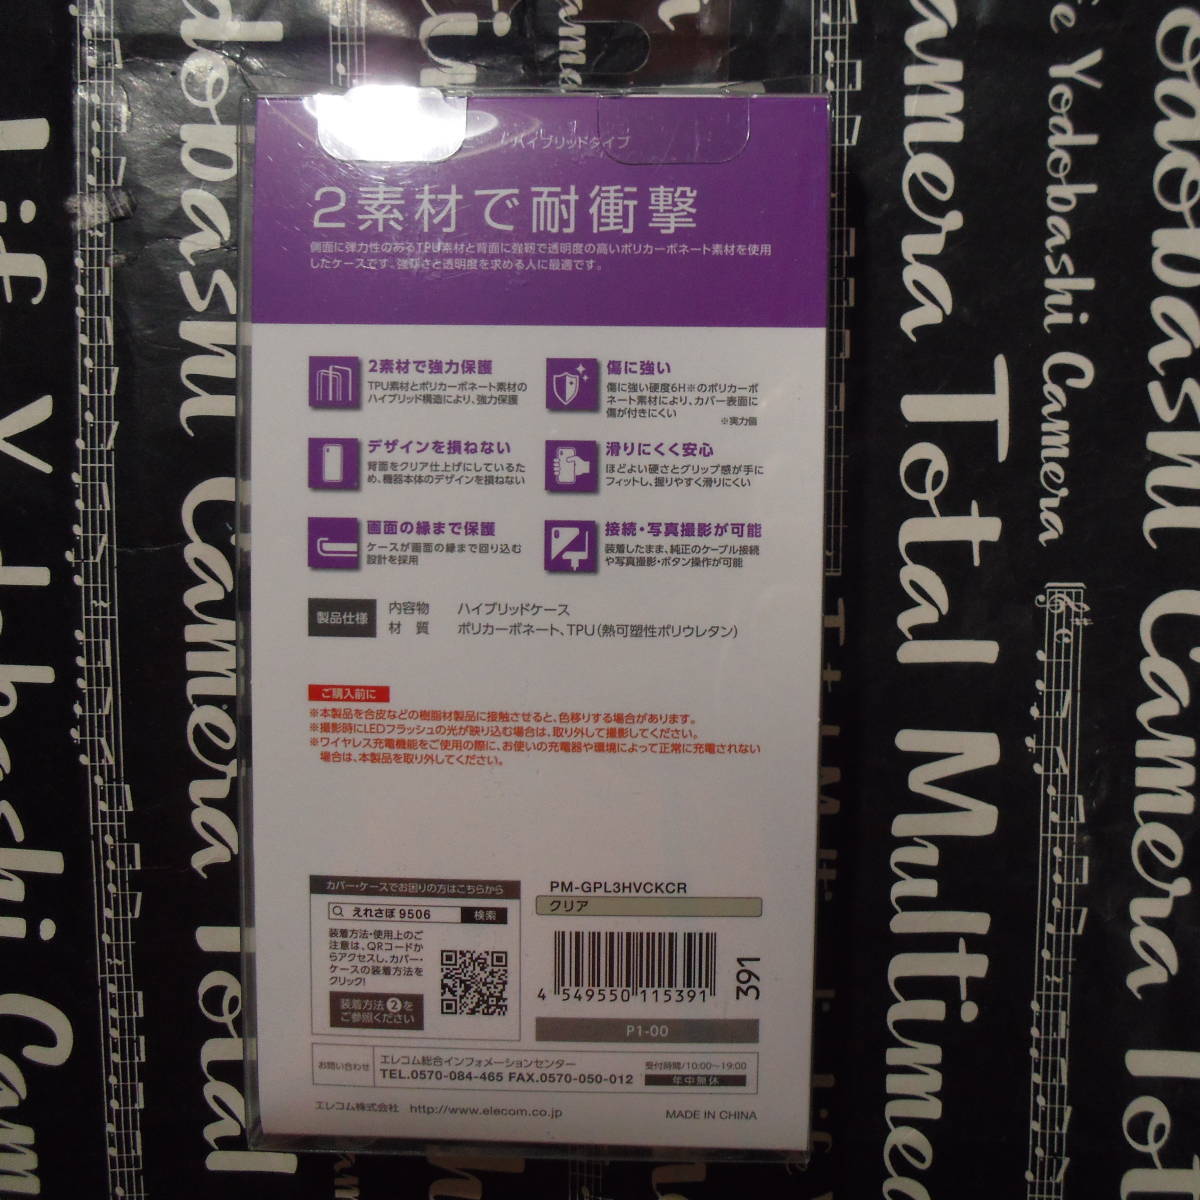 ハイブリッドタイプ
2素材で耐衝撃
側面に弾力性のあるTPU素材と背面に強靭で透明度の高いポリカーボネート素材を使用
したケースです。強靭さと透明度を求める人に最適です。
2素材で強力保護
TPU素材とポリカーボネート素材の
ハイブリッド構造により、強力保護
傷に強い
傷に強い硬度6H※のポリカーボ
ネート素材により、カバー表面に
傷が付きにくい
※実力値
デザインを損ねない
背面をクリア仕上げにしているた
め、機器本体のデザインを損ねない
滑りにくく安心
ほどよい硬さとグリップ感が手に
フィットし、握りやすく滑りにくい
画面の縁まで保護
ケースが画面の縁まで回り込む
設計を採用
接続・写真撮影が可能
装着したまま、純正のケーブル接続
や写真撮影・ボタン操作が可能
製品仕様
内容物 ハイブリッドケース
材 質 ポリカーボネート、TPU(熱可塑性ポリウレタン)
ご購入前に
※本製品を合皮などの樹脂材製品に接触させると、色移りする場合があります。
※撮影時にLEDフラッシュの光が映り込む場合は、取り外して撮影してください。
※ワイヤレス充電機能をご使用の際に、お使いの充電器や環境によって正常に充電されない
場合は、本製品を取り外してください。
カバー・ケースでお困りの方はこちらから
えれさぽ 9506 検索
装着方法・使用上のご
注意は、QRコードか
らアクセスし、カバー・
ケースの装着方法を
クリック!
装着方法2を
ご参照ください
PM-GPL3HVCKCR
クリア
4 549550 115391
391
P1-00
お問い合わせ
エレコム総合インフォメーションセンター
TEL.0570-084-465 FAX.0570-050-012
受付時間/10:00～19:00
年中無休
エレコム株式会社 http://www.elecom.co.jp
MADE IN CHINA
Yodobashi Camera
Camera Total Multime
dobashi Camera Total